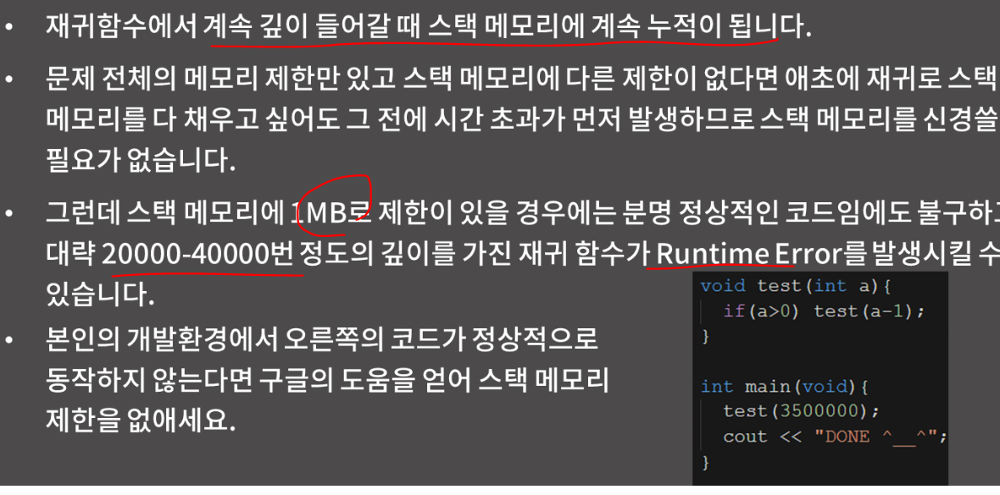 • 재귀함수에서 계속 깊이 들어갈 때 스택 메모리에 계속 누적이 됩니다.
• 문제 전체의 메모리 제한만 있고 스택 메모리에 다른 제한이 없다면 애초에 재귀로 스택
메모리를 다 채우고 싶어도 그 전에 시간 초과가 먼저 발생하므로 스택 메모리를 신경쓸
필요가 없습니다.
• 그런데 스택 메모리에 1MB로 제한이 있을 경우에는 분명 정상적인 코드임에도 불구하고
대략 20000-40000번 정도의 깊이를 가진 재귀 함수가 Runtime Error를 발생시킬 수
있습니다.
• 본인의 개발환경에서 오른쪽의 코드가 정상적으로
동작하지 않는다면 구글의 도움을 얻어 스택 메모리
제한을 없애세요.
void test(int a){
if(a>0) test(a-1);
}
int main(void){
test(3500000);
cout << "DONE ^__^";
}